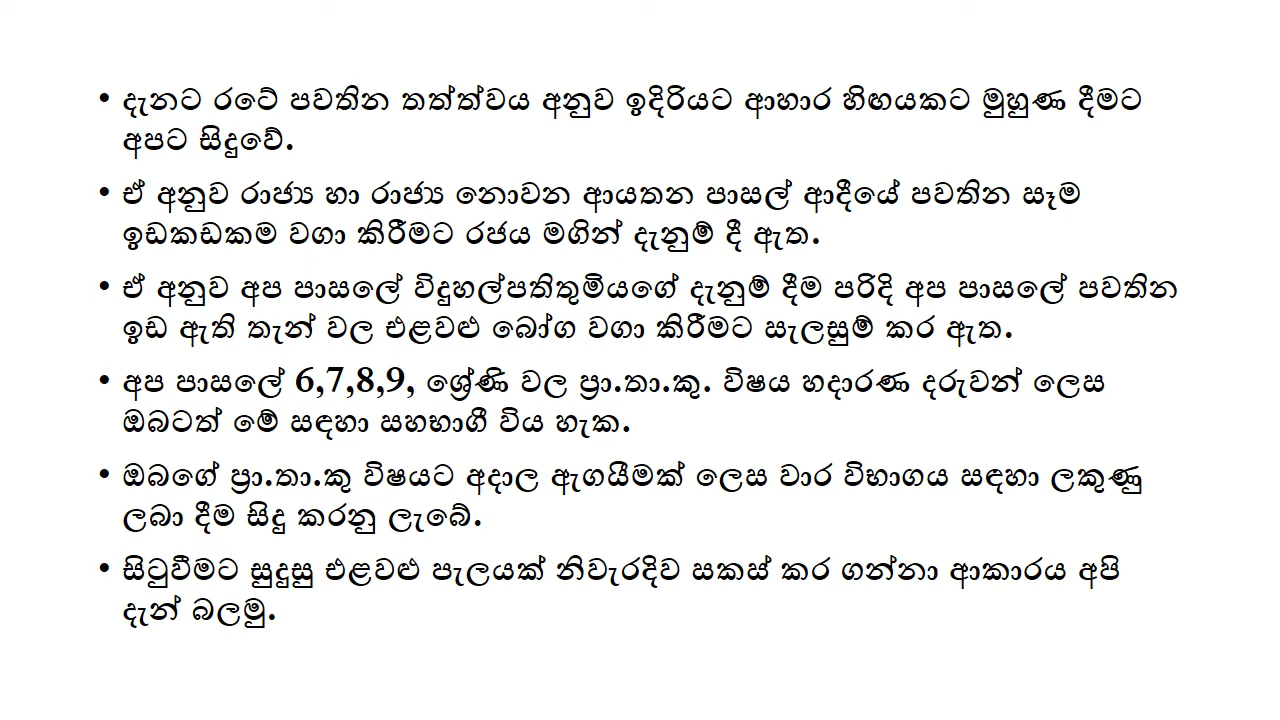 • දැනට රටේ පවතින තත්ත්වය අනුව ඉදිරියට ආහාර හිඟයකට මුහුණ දීමට
අපට සිදුවේ.
• ඒ අනුව රාජ්‍ය හා රාජ්‍ය නොවන ආයතන පාසල් ආදීයේ පවතින සෑම
ඉඩකඩකම වගා කිරීමට රජය මගින් දැනුම් දී ඇත.
• ඒ අනුව අප පාසලේ විදුහල්පතිතුමියගේ දැනුම් දීම පරිදි අප පාසලේ පවතින
ඉඩ ඇති තැන් වල එළවළු බෝග වගා කිරීමට සැලසුම් කර ඇත.
• අප පාසලේ 6,7,8,9, ශ්‍රේණි වල ප්‍රා.තා.කු. විෂය හදාරණ දරුවන් ලෙස
ඔබටත් මේ සඳහා සහභාගී විය හැක.
• ඔබගේ ප්‍රා.තා.කු විෂයට අදාල ඇගයීමක් ලෙස වාර විභාගය සඳහා ලකුණු
ලබා දීම සිදු කරනු ලැබේ.
• සිටුවීමට සුදුසු එළවළු පැලයක් නිවැරදිව සකස් කර ගන්නා ආකාරය අපි
දැන් බලමු.